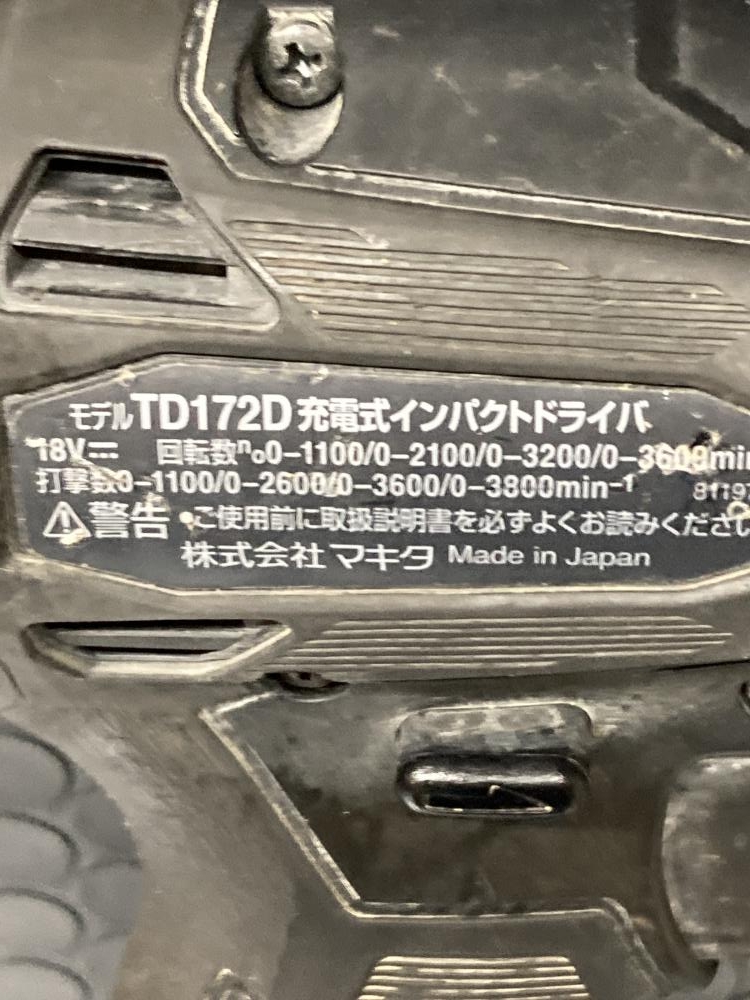 モデルTD172D 充電式インパクトドライバ
18V⎓ 回転数n₀0-1100/0-2100/0-3200/0-3600min
打撃数0-1100/0-2600/0-3600/0-3800min⁻¹ 81197
⚠警告 •ご使用前に取扱説明書を必ずよくお読みください
株式会社マキタ Made in Japan